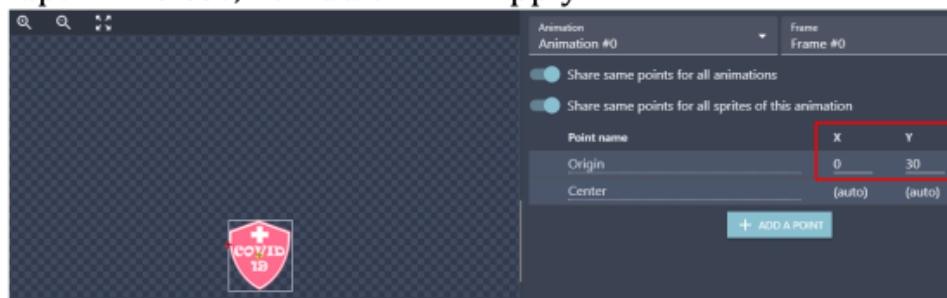 Animation
Frame
Animation #0
Frame #0
Share same points for all animations
Share same points for all sprites of this animation
Point name X Y
Origin 0 30
Center (auto) (auto)
+ ADD A POINT
COVID
19